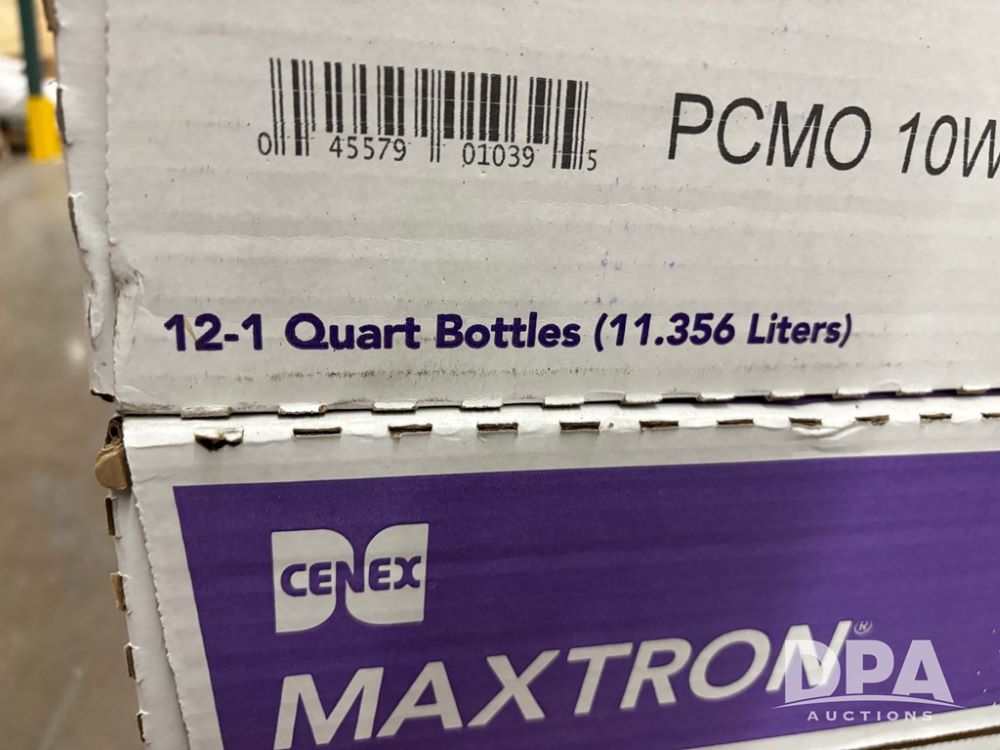 0 45579 01039 5
PCMO 10W
12-1 Quart Bottles (11.356 Liters)
CENEX
MAXTRON®
DPA
AUCTIONS